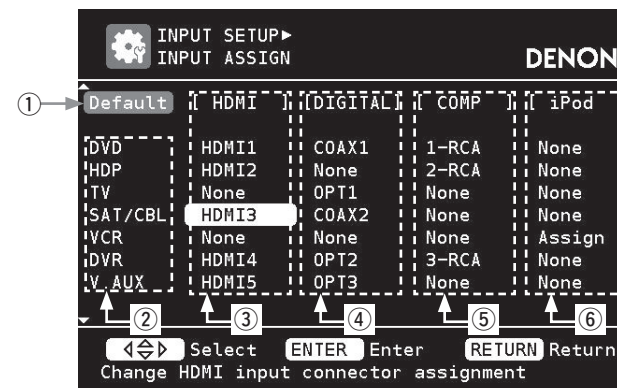 INPUT SETUP▶
INPUT ASSIGN
DENON
① Default [ HDMI ] [DIGITAL] [ COMP ] [ iPod
DVD HDMI1 COAX1 1-RCA None
HDP HDMI2 None 2-RCA None
TV None OPT1 None None
SAT/CBL HDMI3 COAX2 None None
VCR None None None Assign
DVR HDMI4 OPT2 3-RCA None
V.AUX HDMI5 OPT3 None None
② ③ ④ ⑤ ⑥
Select ENTER Enter RETURN Return
Change HDMI input connector assignment